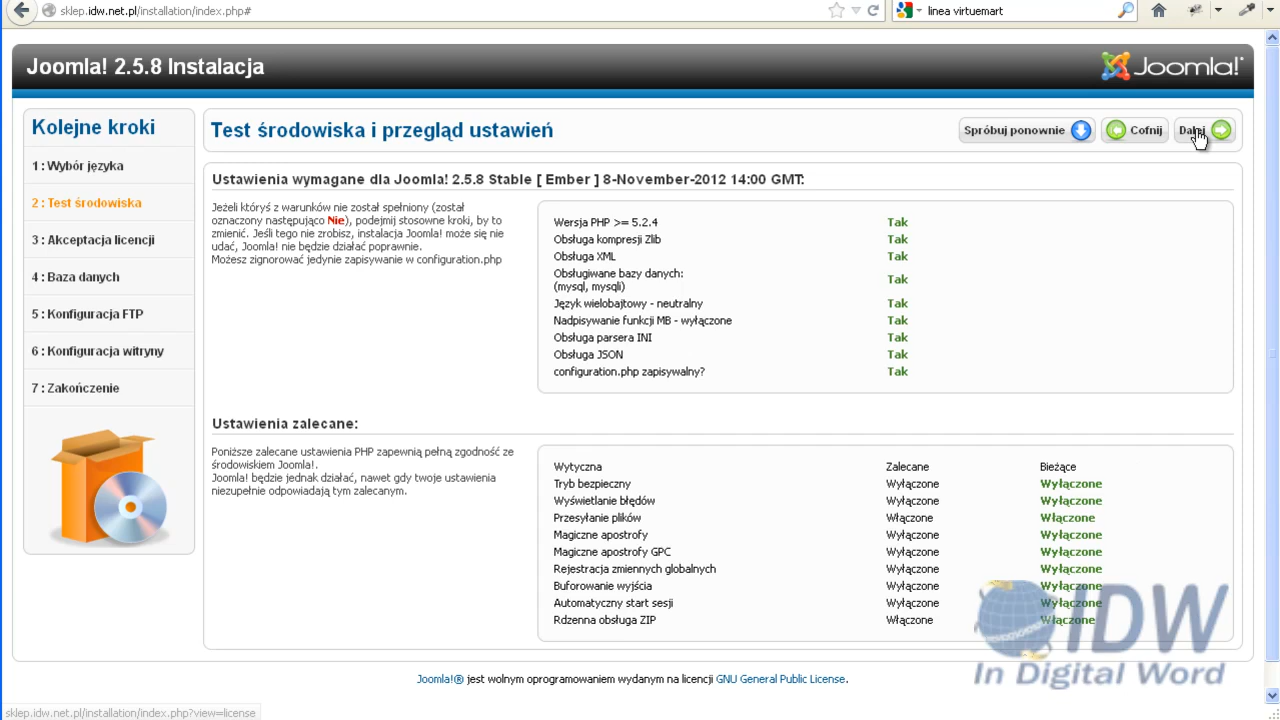 sklep.idw.net.pl/installation/index.php#
linea virtuemart
Joomla! 2.5.8 Instalacja
Joomla!
Kolejne kroki
1 : Wybór języka
2 : Test środowiska
3 : Akceptacja licencji
4 : Baza danych
5 : Konfiguracja FTP
6 : Konfiguracja witryny
7 : Zakończenie
Test środowiska i przegląd ustawień
Spróbuj ponownie
Cofnij
Dalej
Ustawienia wymagane dla Joomla! 2.5.8 Stable [ Ember ] 8-November-2012 14:00 GMT:
Jeżeli któryś z warunków nie został spełniony (został
oznaczony następująco Nie), podejmij stosowne kroki, by to
zmienić. Jeśli tego nie zrobisz, instalacja Joomla! może się nie
udać, Joomla! nie będzie działać poprawnie.
Możesz zignorować jedynie zapisywanie w configuration.php
Wersja PHP >= 5.2.4 Tak
Obsługa kompresji Zlib Tak
Obsługa XML Tak
Obsługiwane bazy danych:
(mysql, mysqli) Tak
Język wielobajtowy - neutralny Tak
Nadpisywanie funkcji MB - wyłączone Tak
Obsługa parsera INI Tak
Obsługa JSON Tak
configuration.php zapisywalny? Tak
Ustawienia zalecane:
Poniższe zalecane ustawienia PHP zapewnią pełną zgodność ze
środowiskiem Joomla!.
Joomla! będzie jednak działać, nawet gdy twoje ustawienia
niezupełnie odpowiadają tym zalecanym.
Wytyczna Zalecane Bieżące
Tryb bezpieczny Wyłączone Wyłączone
Wyświetlanie błędów Wyłączone Wyłączone
Przesyłanie plików Włączone Włączone
Magiczne apostrofy Wyłączone Wyłączone
Magiczne apostrofy GPC Wyłączone Wyłączone
Rejestracja zmiennych globalnych Wyłączone Wyłączone
Buforowanie wyjścia Wyłączone Wyłączone
Automatyczny start sesji Wyłączone Wyłączone
Rdzenna obsługa ZIP Włączone Włączone
IDW
In Digital Word
Joomla!® jest wolnym oprogramowaniem wydanym na licencji GNU General Public License.
sklep.idw.net.pl/installation/index.php?view=license